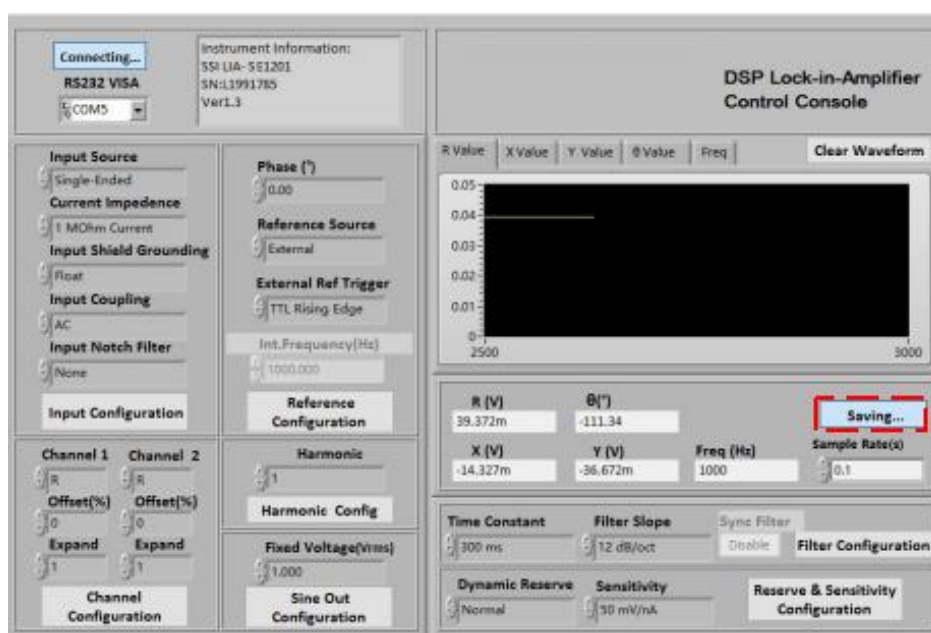 Connecting...
RS232 VISA
COM5
Instrument Information:
SSI LIA- SE1201
SN:L1991785
Ver1.3
DSP Lock-in-Amplifier
Control Console
Input Source
Single-Ended
Current Impedence
1 MOhm Current
Input Shield Grounding
Float
Input Coupling
AC
Input Notch Filter
None
Input Configuration
Phase (°)
0.00
Reference Source
External
External Ref Trigger
TTL Rising Edge
Int.Frequency(Hz)
1000.000
Reference
Configuration
R Value X Value Y Value θ Value Freq Clear Waveform
0.05
0.04
0.03
0.02
0.01
0
2500 3000
R (V) θ(°)
39.372m -111.34
Saving...
X (V) Y (V) Freq (Hz) Sample Rate(s)
-14.327m -36.672m 1000 0.1
Channel 1 Channel 2
R R
Offset(%) Offset(%)
0 0
Expand Expand
1 1
Channel
Configuration
Harmonic
1
Harmonic Config
Fixed Voltage(Vrms)
1.000
Sine Out
Configuration
Time Constant Filter Slope Sync Filter
300 ms 12 dB/oct Disable Filter Configuration
Dynamic Reserve Sensitivity
Normal 50 mV/nA
Reserve & Sensitivity
Configuration